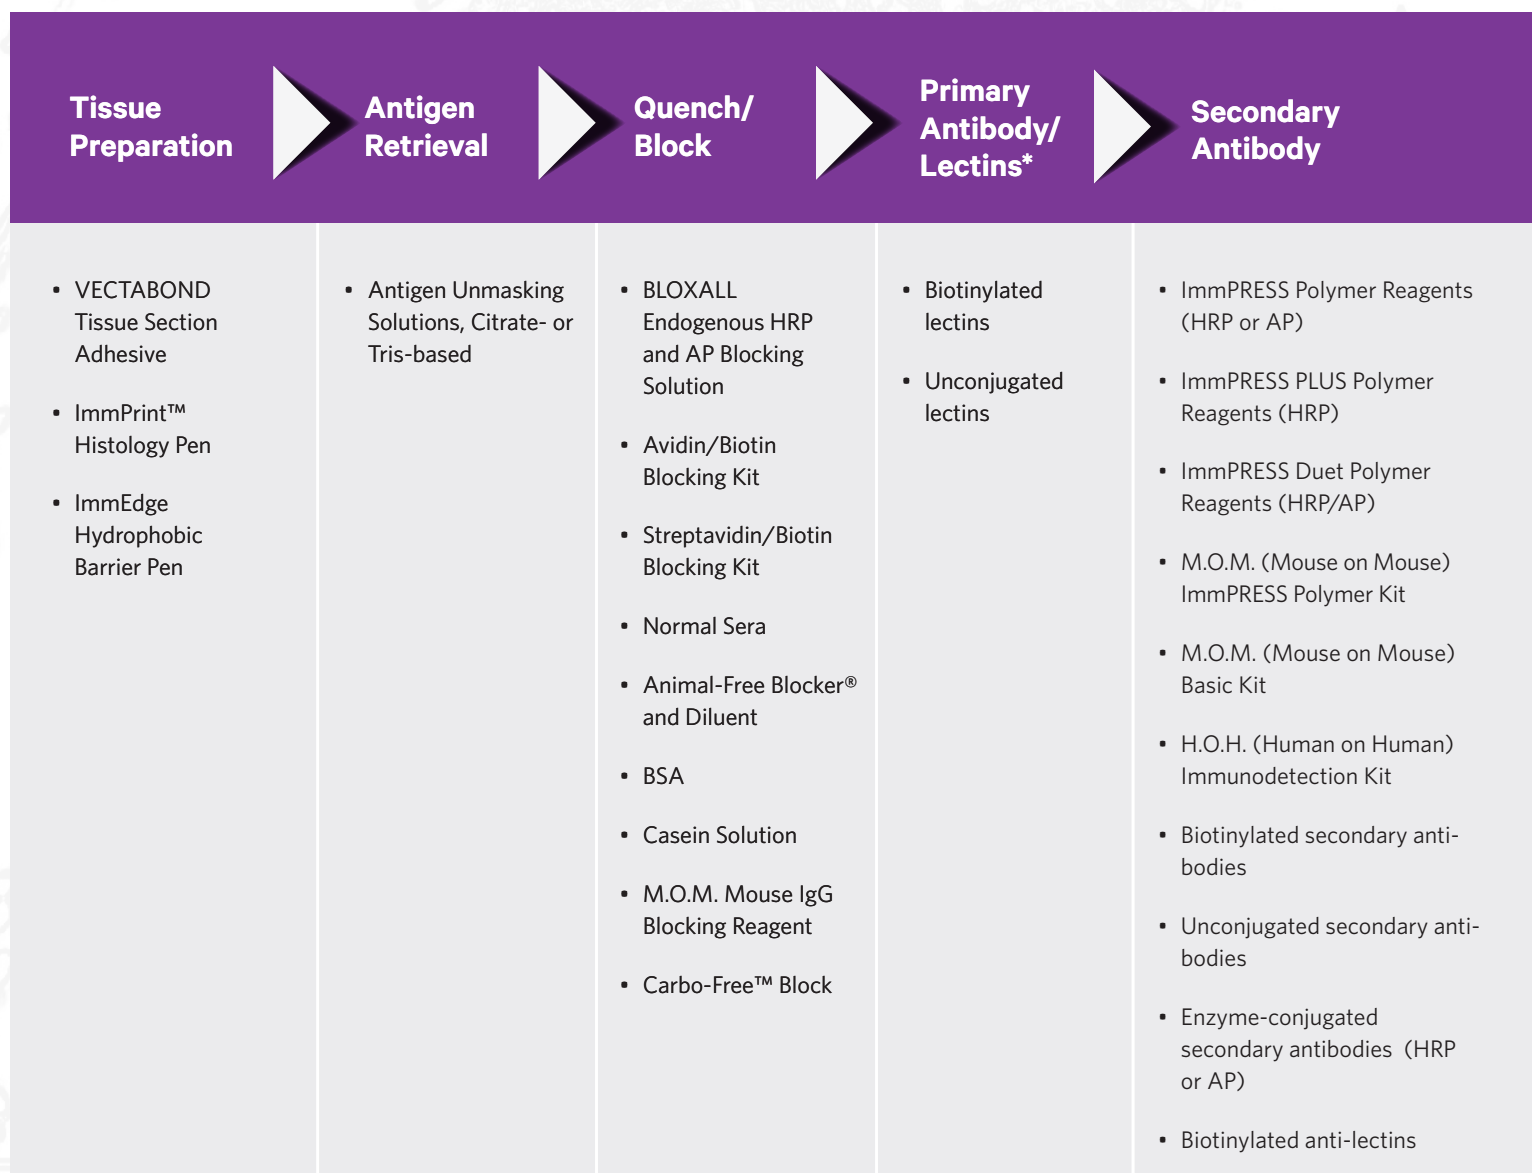 Tissue
Preparation
Antigen
Retrieval
Quench/
Block
Primary
Antibody/
Lectins*
Secondary
Antibody
• VECTABOND
Tissue Section
Adhesive
• ImmPrint™
Histology Pen
• ImmEdge
Hydrophobic
Barrier Pen
• Antigen Unmasking
Solutions, Citrate- or
Tris-based
• BLOXALL
Endogenous HRP
and AP Blocking
Solution
• Avidin/Biotin
Blocking Kit
• Streptavidin/Biotin
Blocking Kit
• Normal Sera
• Animal-Free Blocker®
and Diluent
• BSA
• Casein Solution
• M.O.M. Mouse IgG
Blocking Reagent
• Carbo-Free™ Block
• Biotinylated
lectins
• Unconjugated
lectins
• ImmPRESS Polymer Reagents
(HRP or AP)
• ImmPRESS PLUS Polymer
Reagents (HRP)
• ImmPRESS Duet Polymer
Reagents (HRP/AP)
• M.O.M. (Mouse on Mouse)
ImmPRESS Polymer Kit
• M.O.M. (Mouse on Mouse)
Basic Kit
• H.O.H. (Human on Human)
Immunodetection Kit
• Biotinylated secondary anti-
bodies
• Unconjugated secondary anti-
bodies
• Enzyme-conjugated
secondary antibodies (HRP
or AP)
• Biotinylated anti-lectins